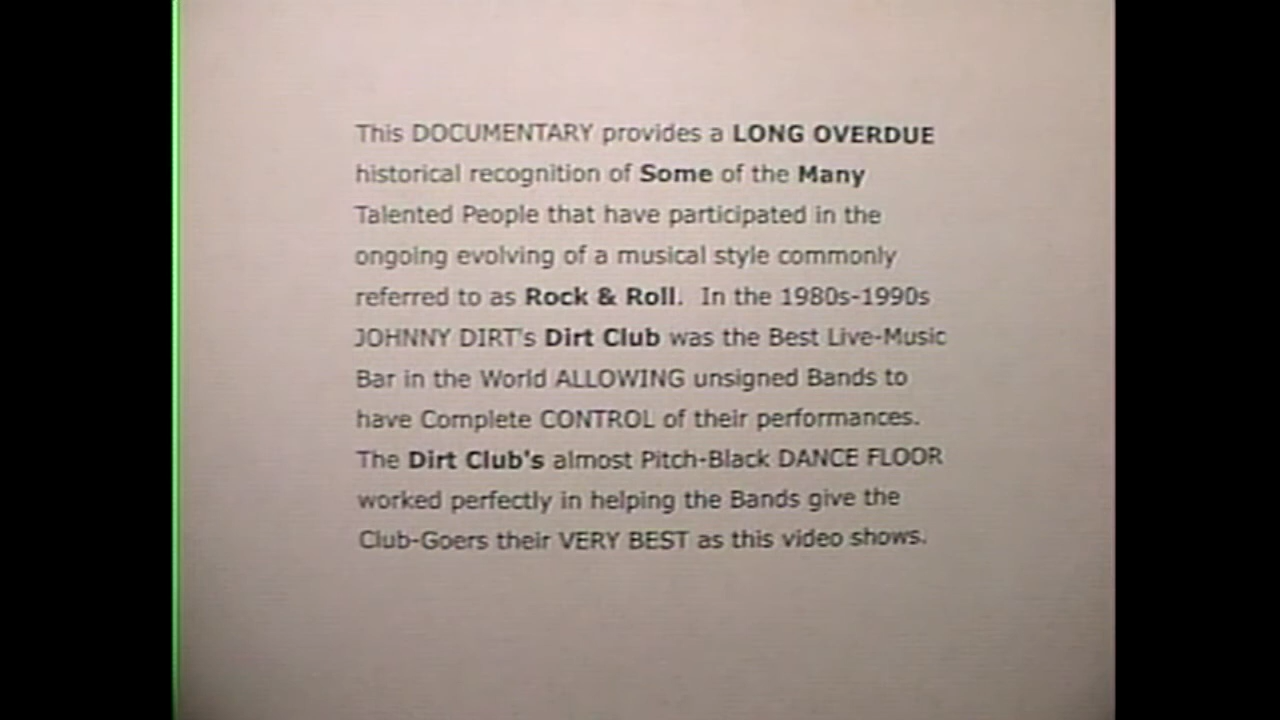 This DOCUMENTARY provides a LONG OVERDUE
historical recognition of Some of the Many
Talented People that have participated in the
ongoing evolving of a musical style commonly
referred to as Rock & Roll.  In the 1980s-1990s
JOHNNY DIRT's Dirt Club was the Best Live-Music
Bar in the World ALLOWING unsigned Bands to
have Complete CONTROL of their performances.
The Dirt Club's almost Pitch-Black DANCE FLOOR
worked perfectly in helping the Bands give the
Club-Goers their VERY BEST as this video shows.